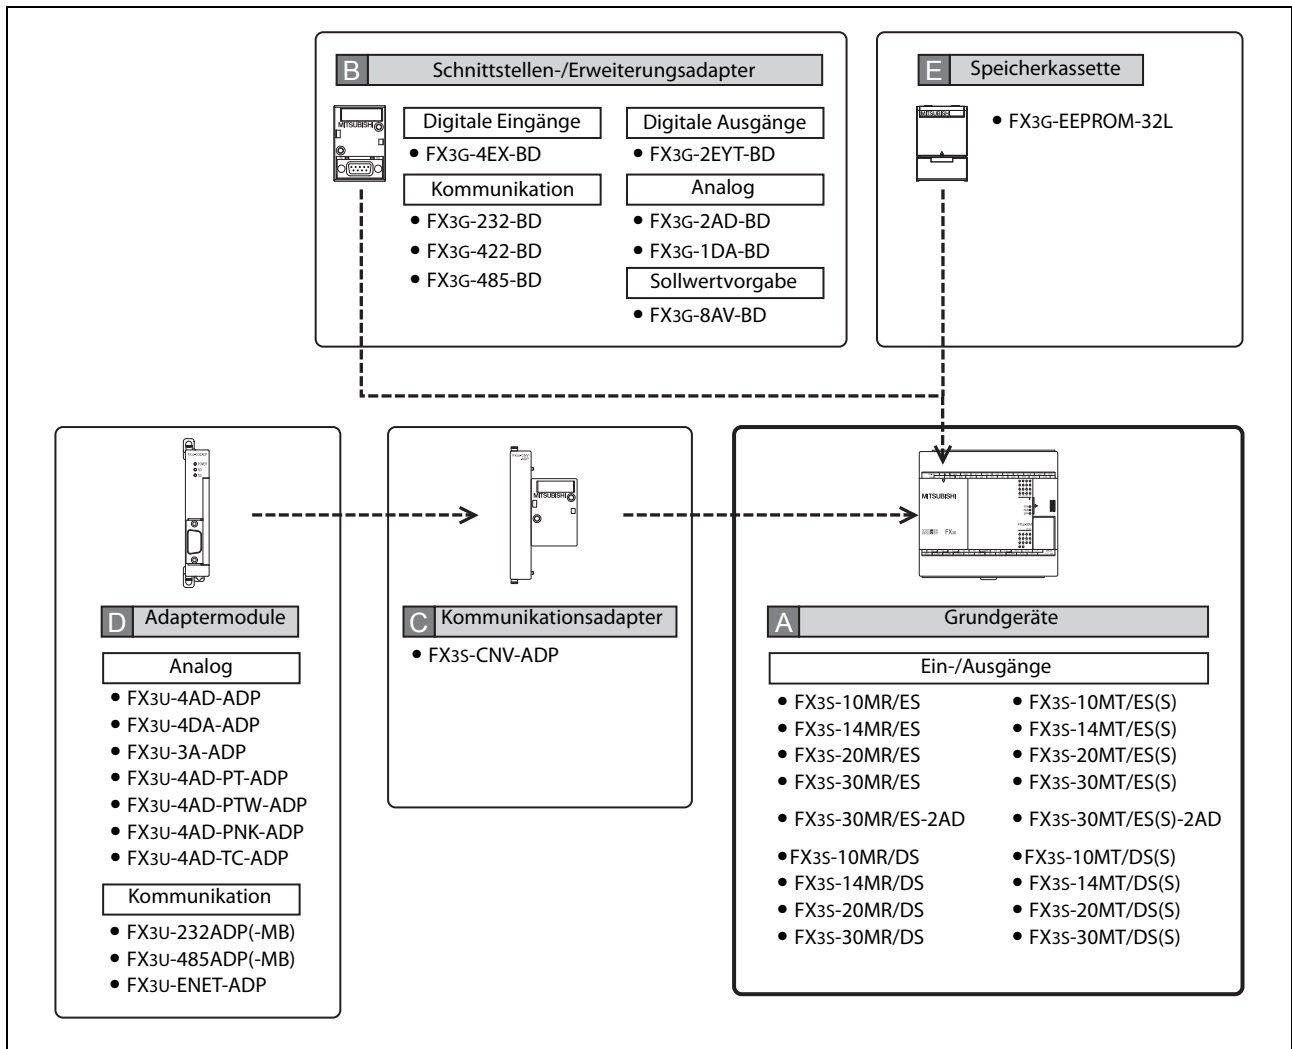 B Schnittstellen-/Erweiterungsadapter
MITSUBISHI
Digitale Eingänge
• FX3G-4EX-BD
Kommunikation
• FX3G-232-BD
• FX3G-422-BD
• FX3G-485-BD
Digitale Ausgänge
• FX3G-2EYT-BD
Analog
• FX3G-2AD-BD
• FX3G-1DA-BD
Sollwertvorgabe
• FX3G-8AV-BD
E Speicherkassette
MITSUBISHI
• FX3G-EEPROM-32L
POWER
D Adaptermodule
Analog
• FX3U-4AD-ADP
• FX3U-4DA-ADP
• FX3U-3A-ADP
• FX3U-4AD-PT-ADP
• FX3U-4AD-PTW-ADP
• FX3U-4AD-PNK-ADP
• FX3U-4AD-TC-ADP
Kommunikation
• FX3U-232ADP(-MB)
• FX3U-485ADP(-MB)
• FX3U-ENET-ADP
MITSUBISHI
C Kommunikationsadapter
• FX3S-CNV-ADP
MITSUBISHI
A Grundgeräte
Ein-/Ausgänge
• FX3S-10MR/ES
• FX3S-14MR/ES
• FX3S-20MR/ES
• FX3S-30MR/ES
• FX3S-30MR/ES-2AD
• FX3S-10MR/DS
• FX3S-14MR/DS
• FX3S-20MR/DS
• FX3S-30MR/DS
• FX3S-10MT/ES(S)
• FX3S-14MT/ES(S)
• FX3S-20MT/ES(S)
• FX3S-30MT/ES(S)
• FX3S-30MT/ES(S)-2AD
• FX3S-10MT/DS(S)
• FX3S-14MT/DS(S)
• FX3S-20MT/DS(S)
• FX3S-30MT/DS(S)